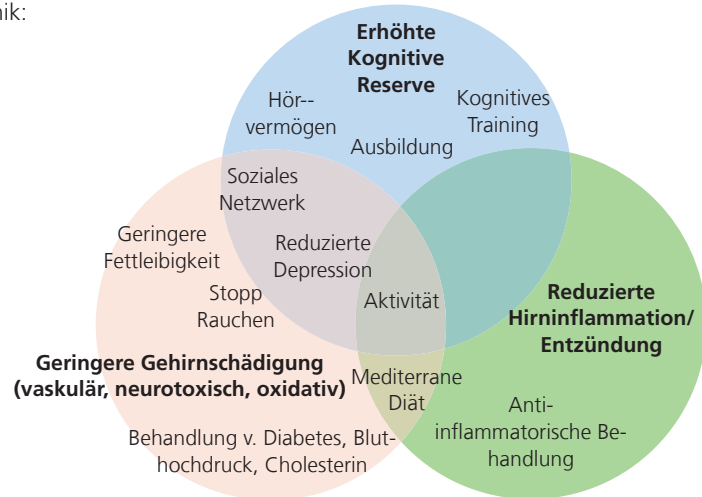 nik:
Erhöhte
Kognitive
Reserve
Hör--
vermögen
Kognitives
Training
Ausbildung
Soziales
Netzwerk
Geringere
Fettleibigkeit
Reduzierte
Depression
Stopp
Rauchen
Aktivität
Reduzierte
Hirninflammation/
Entzündung
Geringere Gehirnschädigung
(vaskulär, neurotoxisch, oxidativ)
Mediterrane
Diät
Anti-
inflammatorische Be-
handlung
Behandlung v. Diabetes, Blut-
hochdruck, Cholesterin